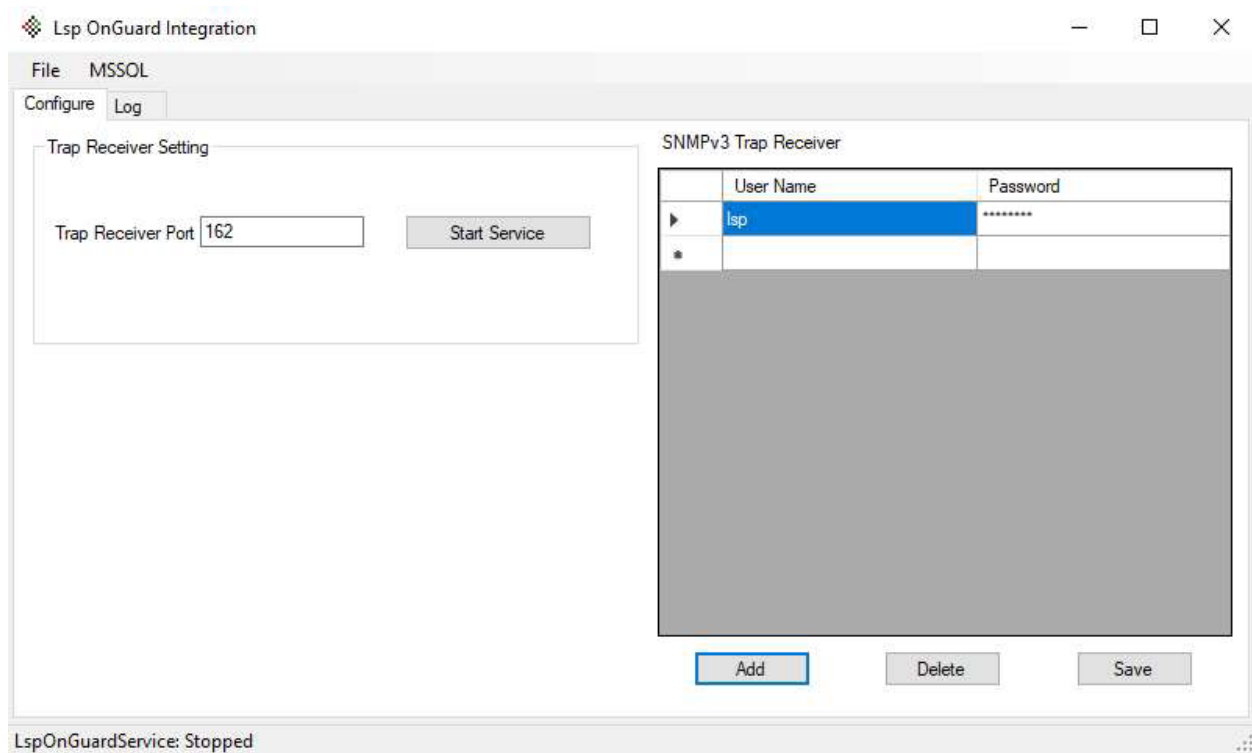 Lsp OnGuard Integration
File MSSQL
Configure Log
Trap Receiver Setting
Trap Receiver Port 162 Start Service
SNMPv3 Trap Receiver
User Name Password
lsp ********
Add Delete Save
LspOnGuardService: Stopped